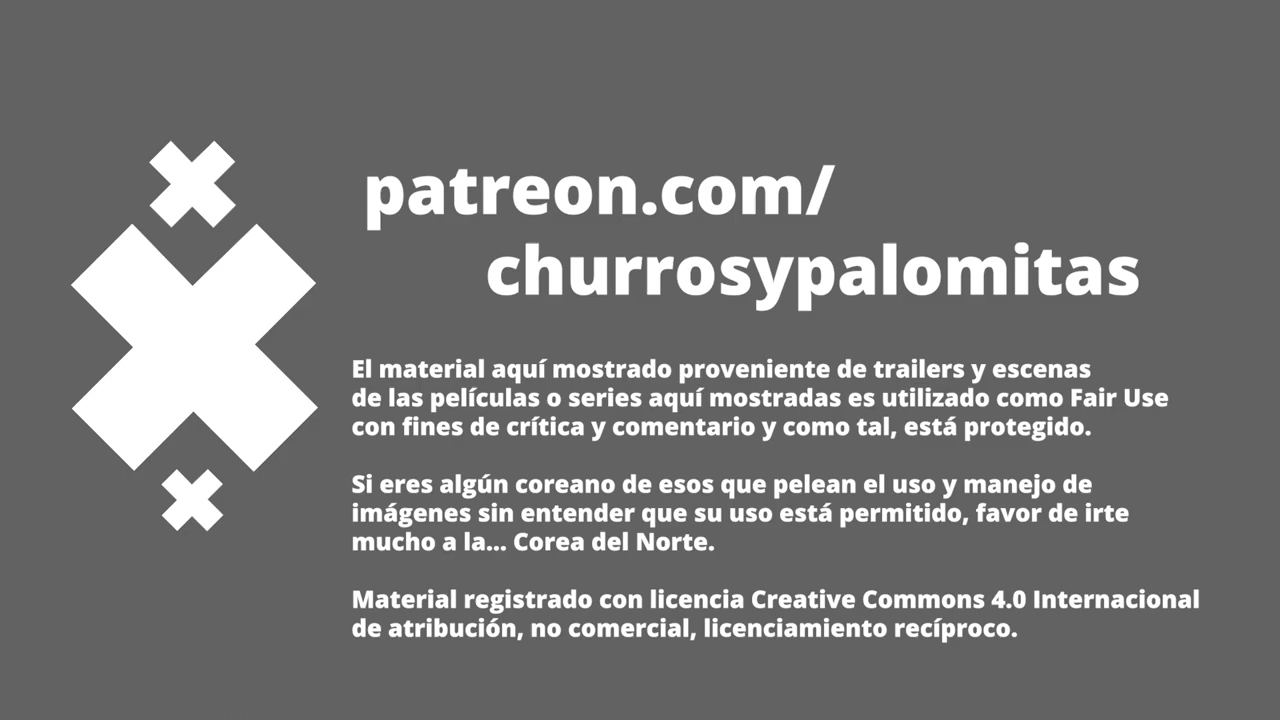 patreon.com/
churrosypalomitas
El material aquí mostrado proveniente de trailers y escenas
de las películas o series aquí mostradas es utilizado como Fair Use
con fines de crítica y comentario y como tal, está protegido.
Si eres algún coreano de esos que pelean el uso y manejo de
imágenes sin entender que su uso está permitido, favor de irte
mucho a la... Corea del Norte.
Material registrado con licencia Creative Commons 4.0 Internacional
de atribución, no comercial, licenciamiento recíproco.